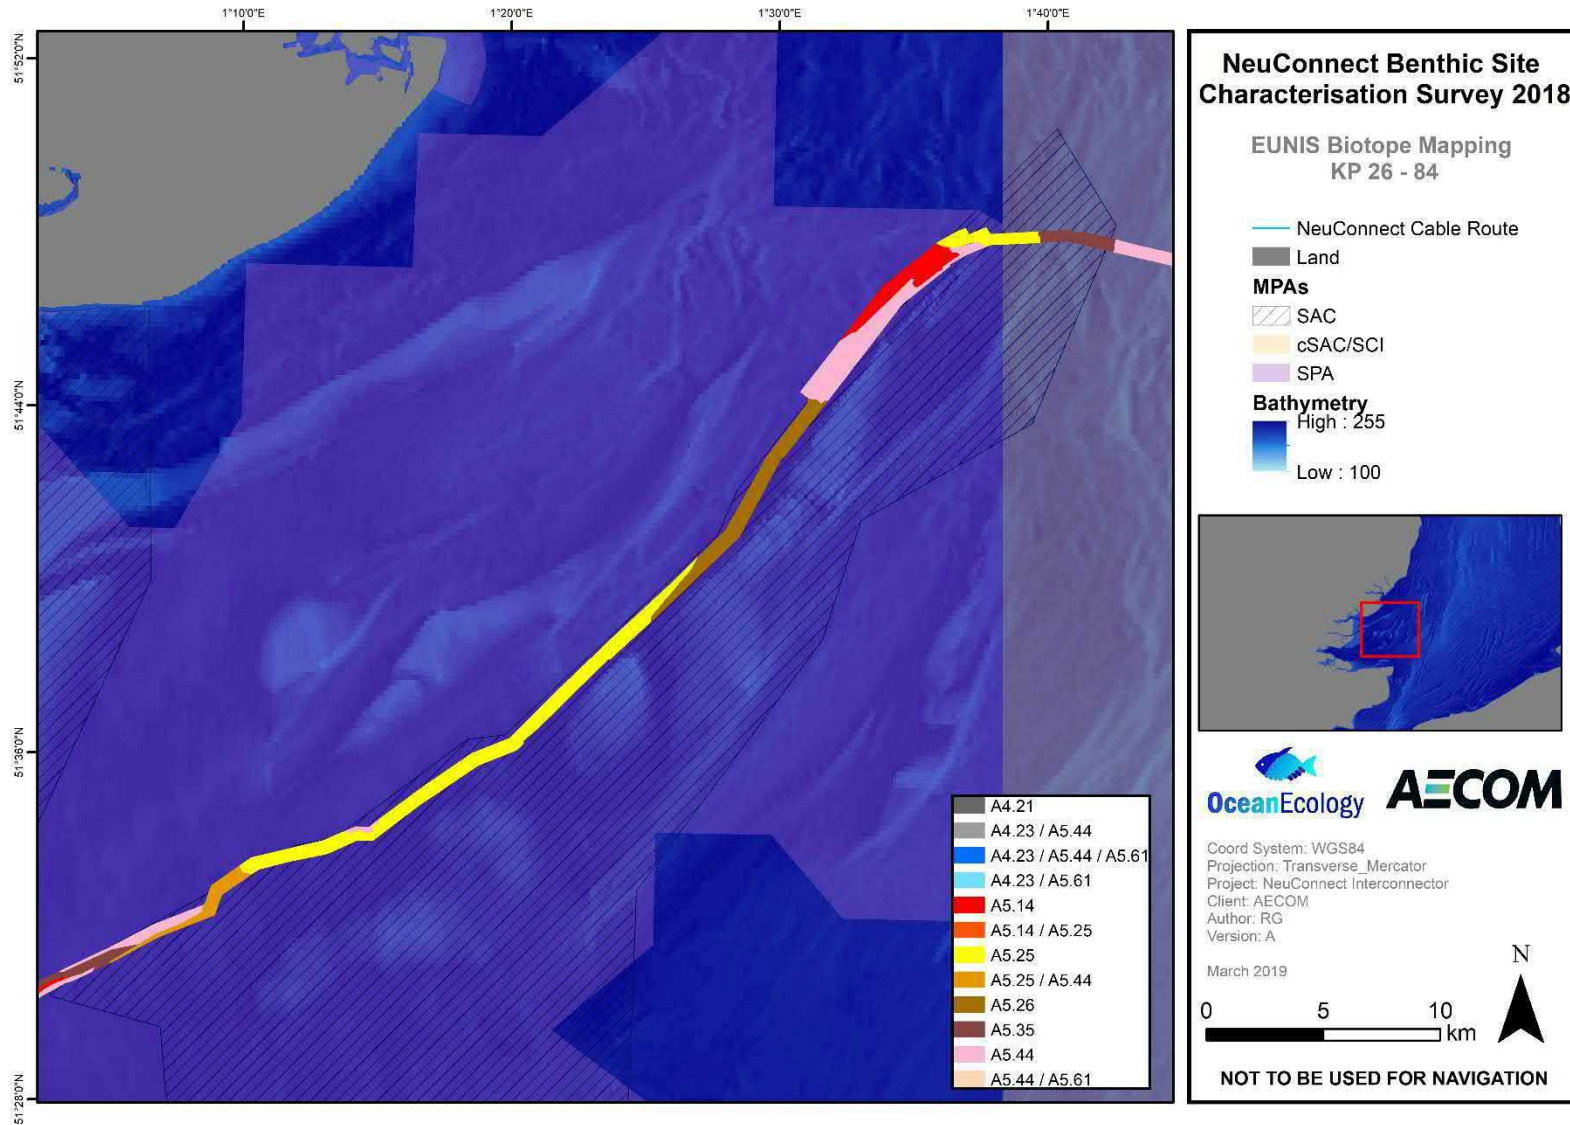 1°10'0"E
1°20'0"E
1°30'0"E
1°40'0"E
51°52'0"N
51°44'0"N
51°36'0"N
51°28'0"N
A4.21
A4.23 / A5.44
A4.23 / A5.44 / A5.61
A4.23 / A5.61
A5.14
A5.14 / A5.25
A5.25
A5.25 / A5.44
A5.26
A5.35
A5.44
A5.44 / A5.61
NeuConnect Benthic Site
Characterisation Survey 2018
EUNIS Biotope Mapping
KP 26 - 84
NeuConnect Cable Route
Land
MPAs
SAC
cSAC/SCI
SPA
Bathymetry
High : 255
Low : 100
OceanEcology
AECOM
Coord System: WGS84
Projection: Transverse_Mercator
Project: NeuConnect Interconnector
Client: AECOM
Author: RG
Version: A
March 2019
N
0 5 10
km
NOT TO BE USED FOR NAVIGATION